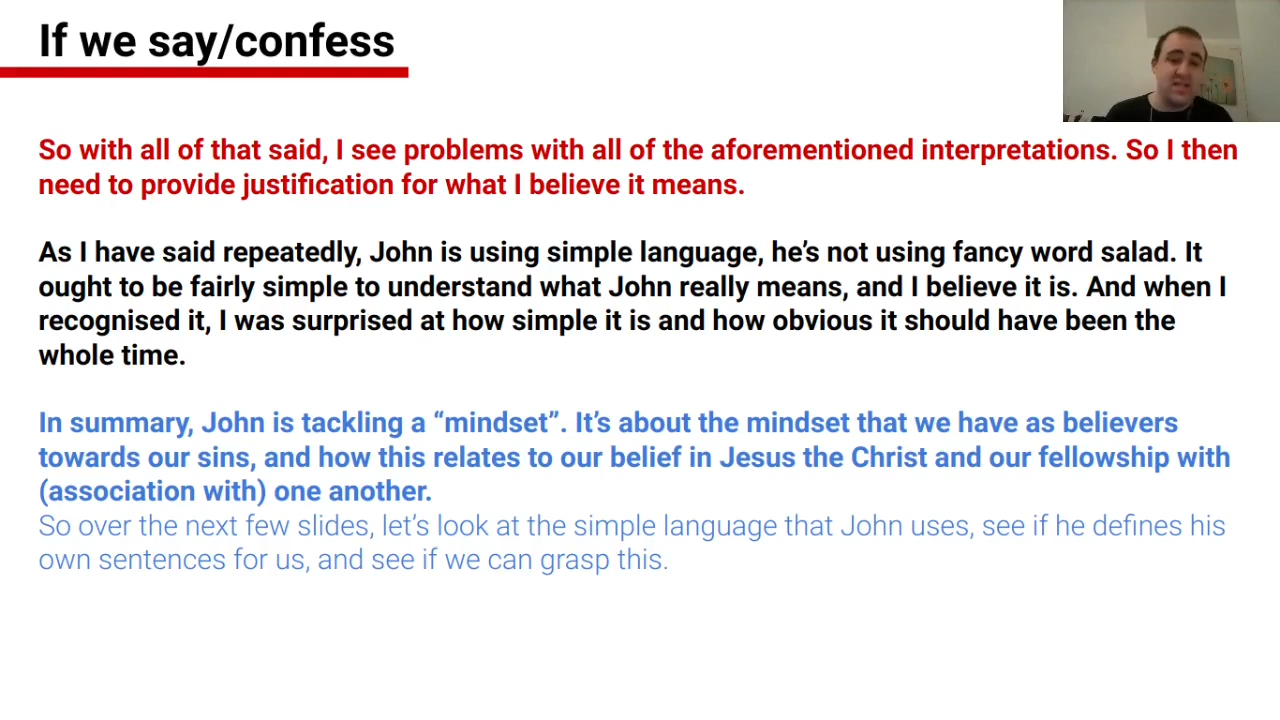 If we say/confess
So with all of that said, I see problems with all of the aforementioned interpretations. So I then
need to provide justification for what I believe it means.
As I have said repeatedly, John is using simple language, he’s not using fancy word salad. It
ought to be fairly simple to understand what John really means, and I believe it is. And when I
recognised it, I was surprised at how simple it is and how obvious it should have been the
whole time.
In summary, John is tackling a “mindset”. It’s about the mindset that we have as believers
towards our sins, and how this relates to our belief in Jesus the Christ and our fellowship with
(association with) one another.
So over the next few slides, let’s look at the simple language that John uses, see if he defines his
own sentences for us, and see if we can grasp this.